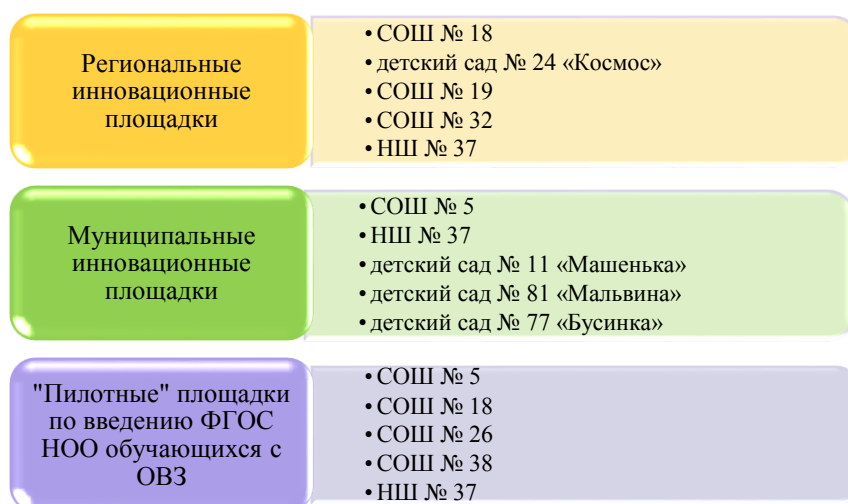 Региональные
инновационные
площадки
• СОШ № 18
• детский сад № 24 «Космос»
• СОШ № 19
• СОШ № 32
• НШ № 37
Муниципальные
инновационные
площадки
• СОШ № 5
• НШ № 37
• детский сад № 11 «Машенька»
• детский сад № 81 «Мальвина»
• детский сад № 77 «Бусинка»
"Пилотные" площадки
по введению ФГОС
НОО обучающихся с
ОВЗ
• СОШ № 5
• СОШ № 18
• СОШ № 26
• СОШ № 38
• НШ № 37